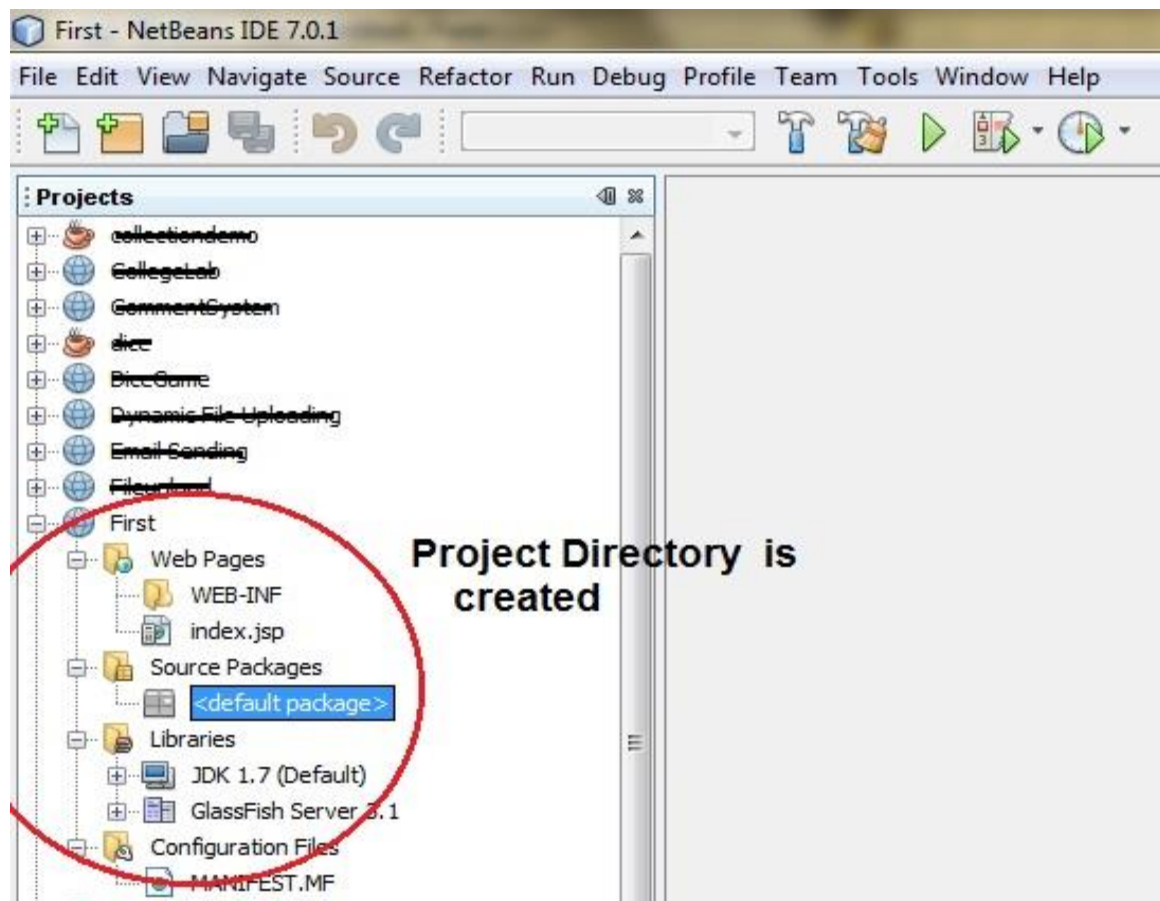 First - NetBeans IDE 7.0.1
File Edit View Navigate Source Refactor Run Debug Profile Team Tools Window Help
Projects
collectiondemo
CollegeLab
CommentSystem
dice
DiceGame
Dynamic File Uploading
Email Sending
Fileupload
First
Web Pages
WEB-INF
index.jsp
Source Packages
<default package>
Libraries
JDK 1.7 (Default)
GlassFish Server 3.1
Configuration Files
MANIFEST.MF
Project Directory is
created